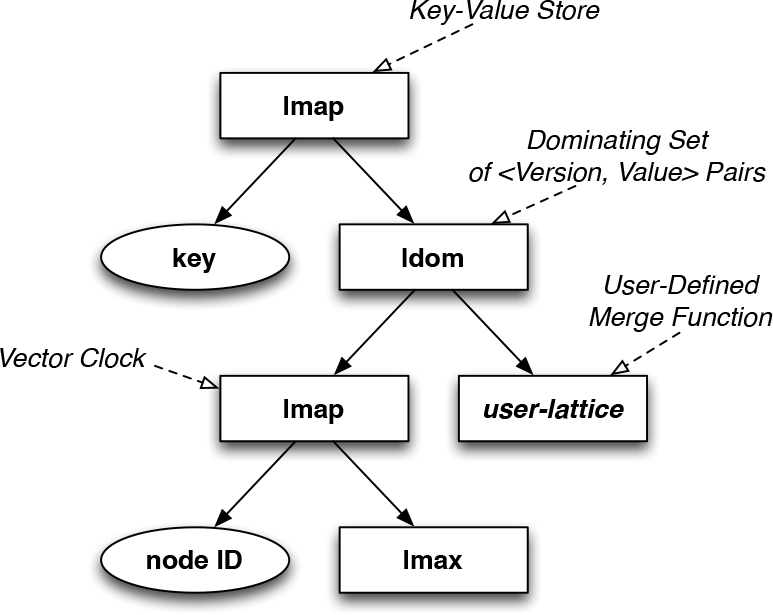 Key-Value Store
lmap
Dominating Set
of <Version, Value> Pairs
key
ldom
User-Defined
Merge Function
Vector Clock
lmap
user-lattice
node ID
lmax